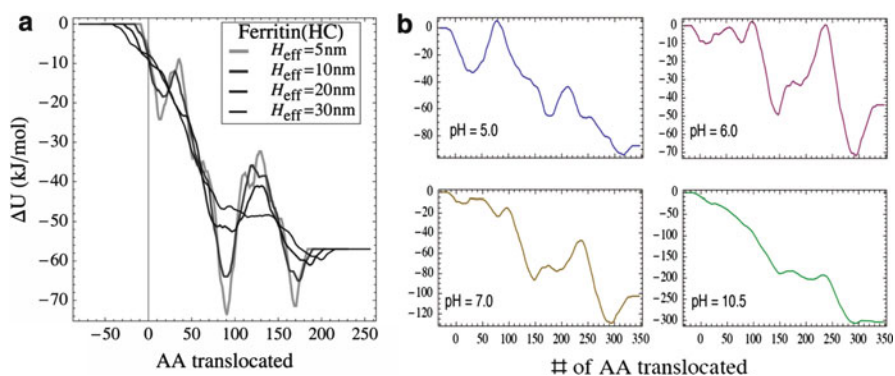 a
Ferritin(HC)
Heff=5nm
Heff=10nm
Heff=20nm
Heff=30nm
ΔU (kJ/mol)
0
−10
−20
−30
−40
−50
−60
−70
−50 0 50 100 150 200 250
AA translocated
b
0
−20
−40
−60
−80
pH = 5.0
0
−10
−20
−30
−40
−50
−60
−70
pH = 6.0
0
−20
−40
−60
−80
−100
−120
pH = 7.0
0 50 100 150 200 250 300 350
0
−50
−100
−150
−200
−250
−300
pH = 10.5
0 50 100 150 200 250 300 350
# of AA translocated